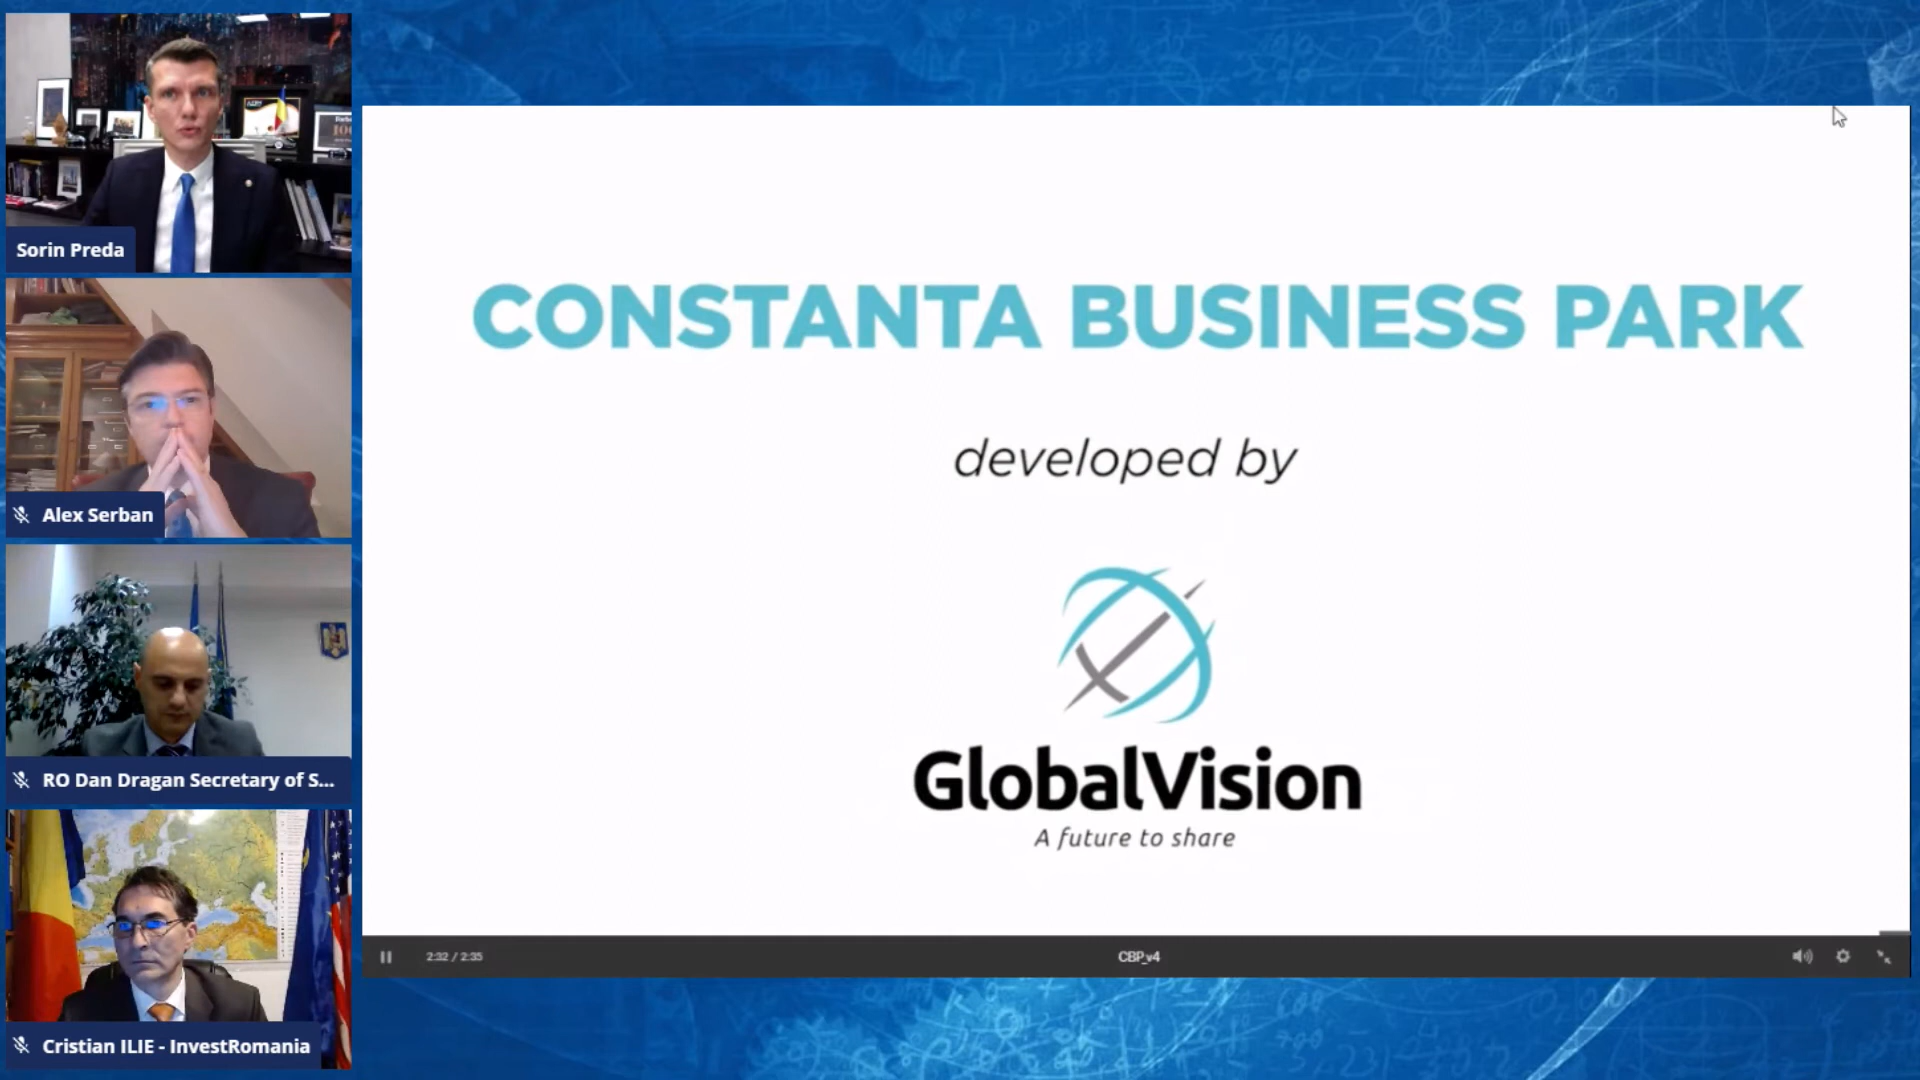 Sorin Preda
Alex Serban
RO Dan Dragan Secretary of S...
Cristian ILIE - InvestRomania
CONSTANTA BUSINESS PARK
developed by
GlobalVision
A future to share
2:32 / 2:35
CBP_v4